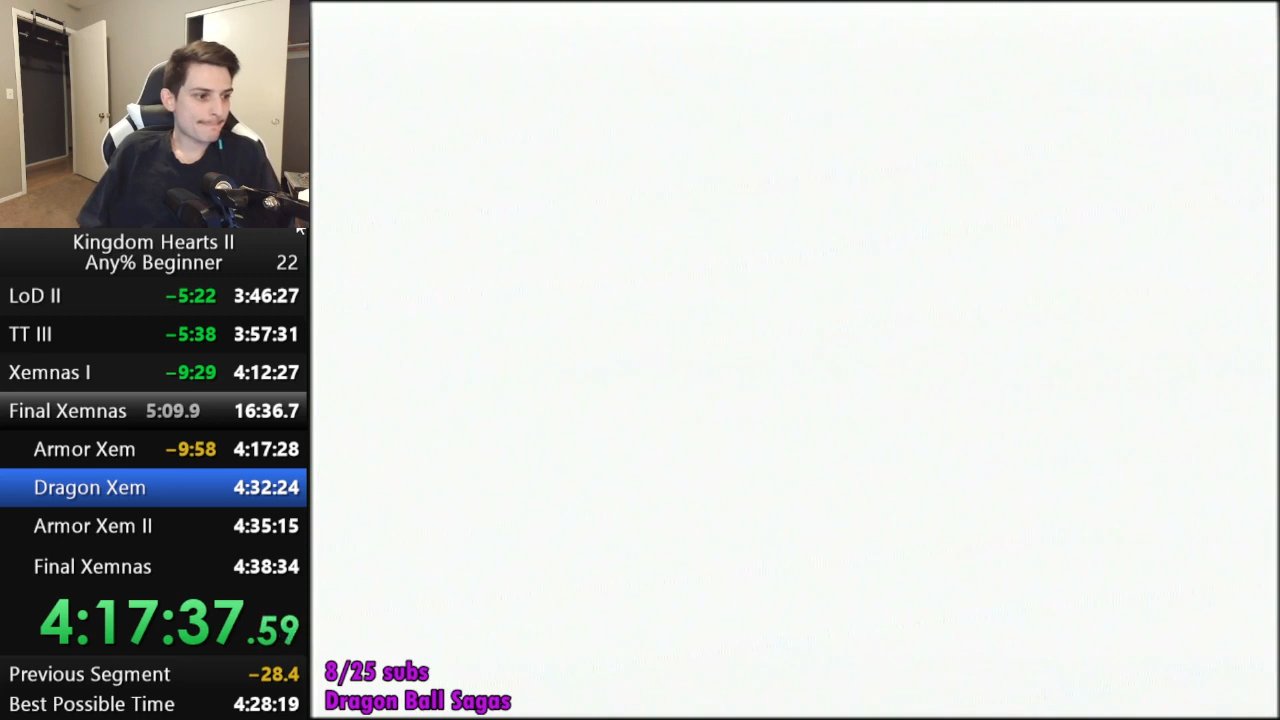 Kingdom Hearts II
Any% Beginner 22
LoD II -5:22 3:46:27
TT III -5:38 3:57:31
Xemnas I -9:29 4:12:27
Final Xemnas 5:09.9 16:36.7
Armor Xem -9:58 4:17:28
Dragon Xem 4:32:24
Armor Xem II 4:35:15
Final Xemnas 4:38:34
4:17:37.59
Previous Segment -28.4
Best Possible Time 4:28:19
8/25 subs
Dragon Ball Sagas